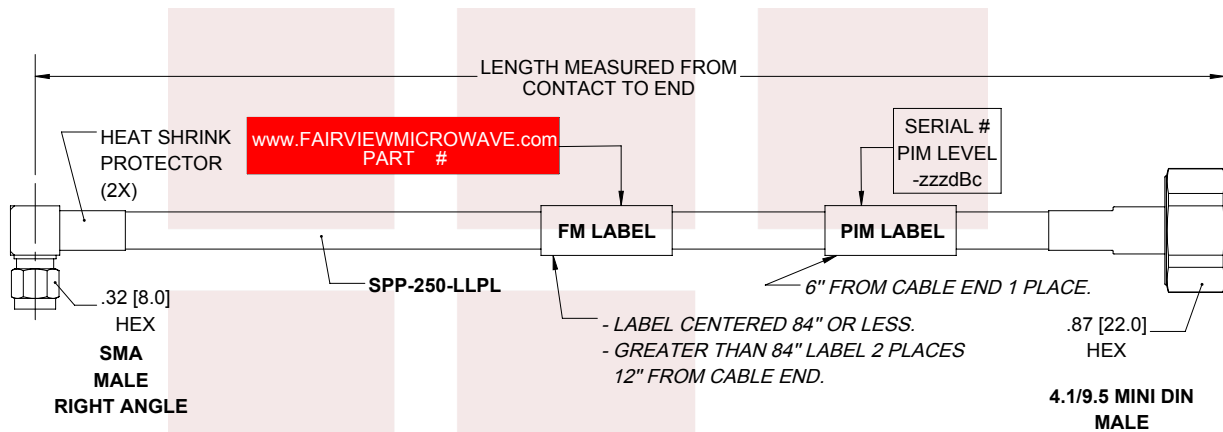 LENGTH MEASURED FROM
CONTACT TO END
HEAT SHRINK
PROTECTOR
(2X)
www.FAIRVIEWMICROWAVE.com
PART #
SERIAL #
PIM LEVEL
-zzzdBc
FM LABEL
PIM LABEL
SPP-250-LLPL
6" FROM CABLE END 1 PLACE.
.32 [8.0]
HEX
SMA
MALE
RIGHT ANGLE
- LABEL CENTERED 84" OR LESS.
- GREATER THAN 84" LABEL 2 PLACES
12" FROM CABLE END.
.87 [22.0]
HEX
4.1/9.5 MINI DIN
MALE